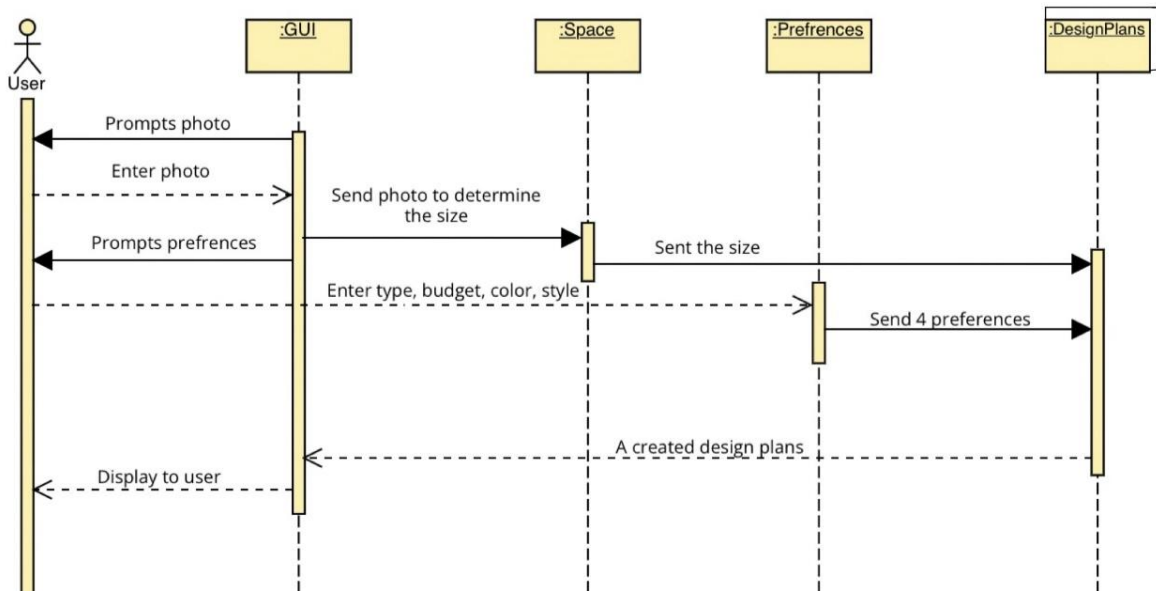 :GUI
:Space
:Prefrences
:DesignPlans
User
Prompts photo
Enter photo
Send photo to determine
the size
Prompts prefrences
Sent the size
Enter type, budget, color, style
Send 4 preferences
A created design plans
Display to user